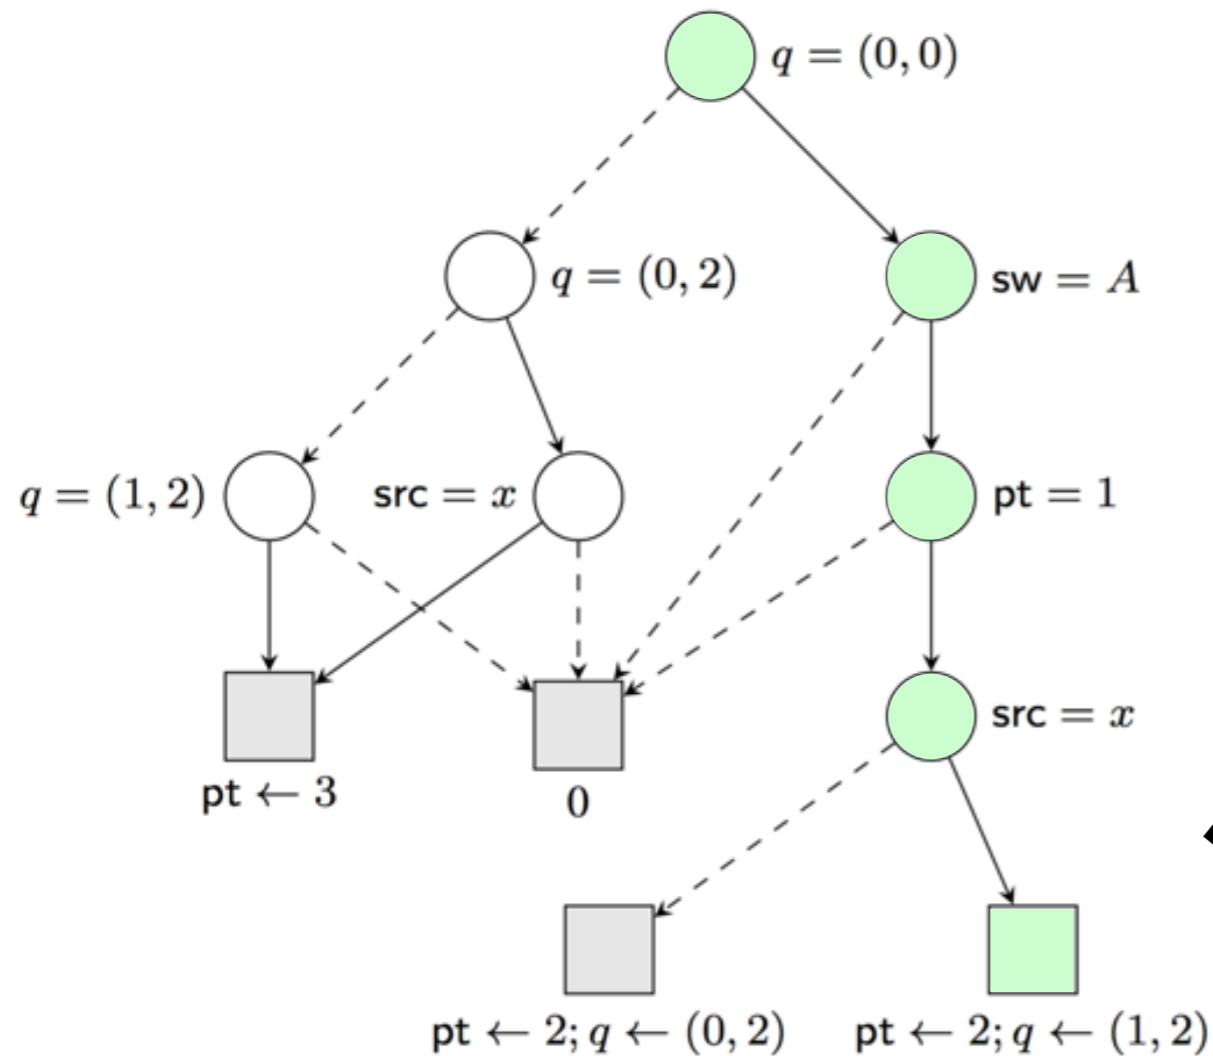 q = (0, 0)
q = (0, 2)
sw = A
q = (1, 2)
src = x
pt = 1
src = x
pt ← 3
0
pt ← 2; q ← (0, 2)
pt ← 2; q ← (1, 2)